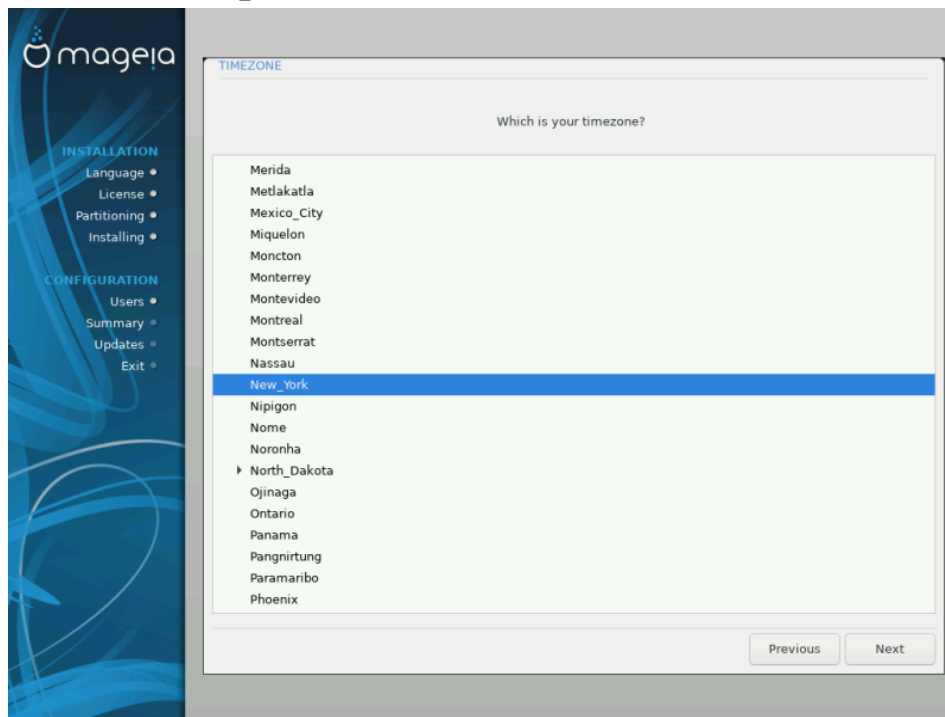 mageia
INSTALLATION
Language
License
Partitioning
Installing
CONFIGURATION
Users
Summary
Updates
Exit
TIMEZONE
Which is your timezone?
Merida
Metlakatla
Mexico_City
Miquelon
Moncton
Monterrey
Montevideo
Montreal
Montserrat
Nassau
New_York
Nipigon
Nome
Noronha
North_Dakota
Ojinaga
Ontario
Panama
Pangnirtung
Paramaribo
Phoenix
Previous
Next